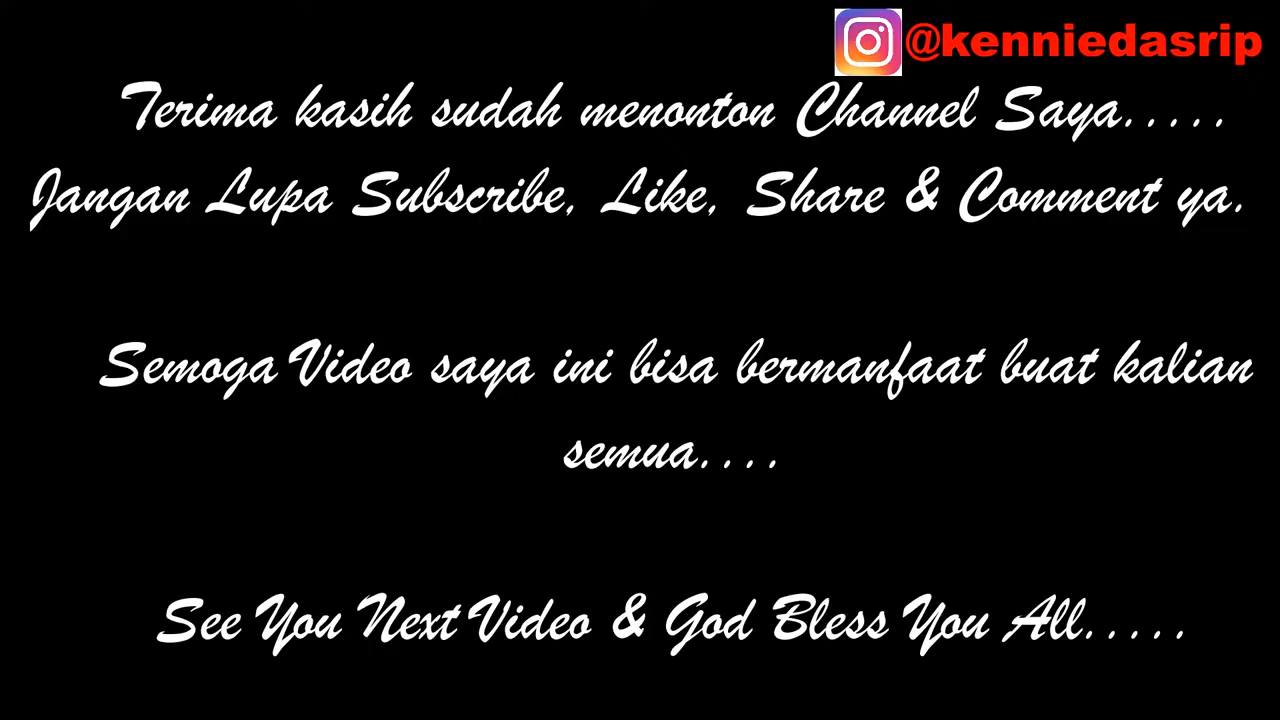 @kenniedasrip
Terima kasih sudah menonton Channel Saya.....
Jangan Lupa Subscribe, Like, Share & Comment ya.
Semoga Video saya ini bisa bermanfaat buat kalian
semua....
See You Next Video & God Bless You All.....